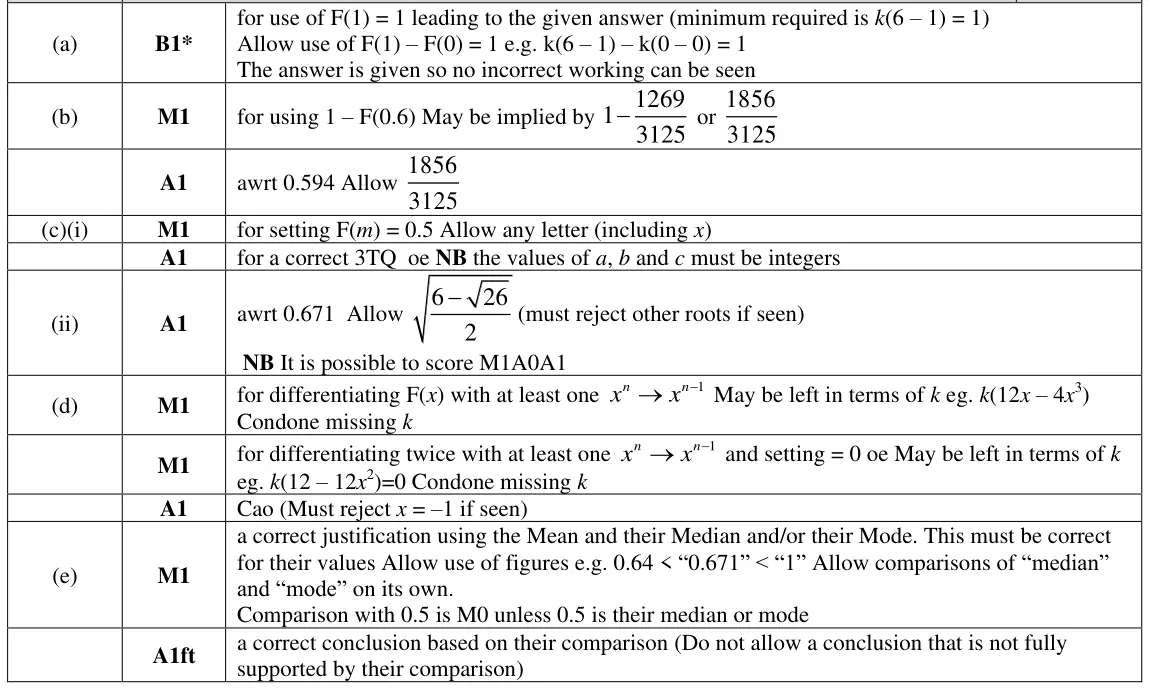 (a) B1* for use of F(1) = 1 leading to the given answer (minimum required is k(6 – 1) = 1)
Allow use of F(1) – F(0) = 1 e.g. k(6 – 1) – k(0 – 0) = 1
The answer is given so no incorrect working can be seen
(b) M1 for using 1 – F(0.6) May be implied by 1 − 1269/3125 or 1856/3125
A1 awrt 0.594 Allow 1856/3125
(c)(i) M1 for setting F(m) = 0.5 Allow any letter (including x)
A1 for a correct 3TQ oe NB the values of a, b and c must be integers
(ii) A1 awrt 0.671 Allow √((6 − √26)/2) (must reject other roots if seen)
NB It is possible to score M1A0A1
(d) M1 for differentiating F(x) with at least one xⁿ → xⁿ⁻¹ May be left in terms of k eg. k(12x – 4x³)
Condone missing k
M1 for differentiating twice with at least one xⁿ → xⁿ⁻¹ and setting = 0 oe May be left in terms of k
eg. k(12 – 12x²)=0 Condone missing k
A1 Cao (Must reject x = –1 if seen)
(e) M1 a correct justification using the Mean and their Median and/or their Mode. This must be correct
for their values Allow use of figures e.g. 0.64 < “0.671” < “1” Allow comparisons of “median”
and “mode” on its own.
Comparison with 0.5 is M0 unless 0.5 is their median or mode
A1ft a correct conclusion based on their comparison (Do not allow a conclusion that is not fully
supported by their comparison)